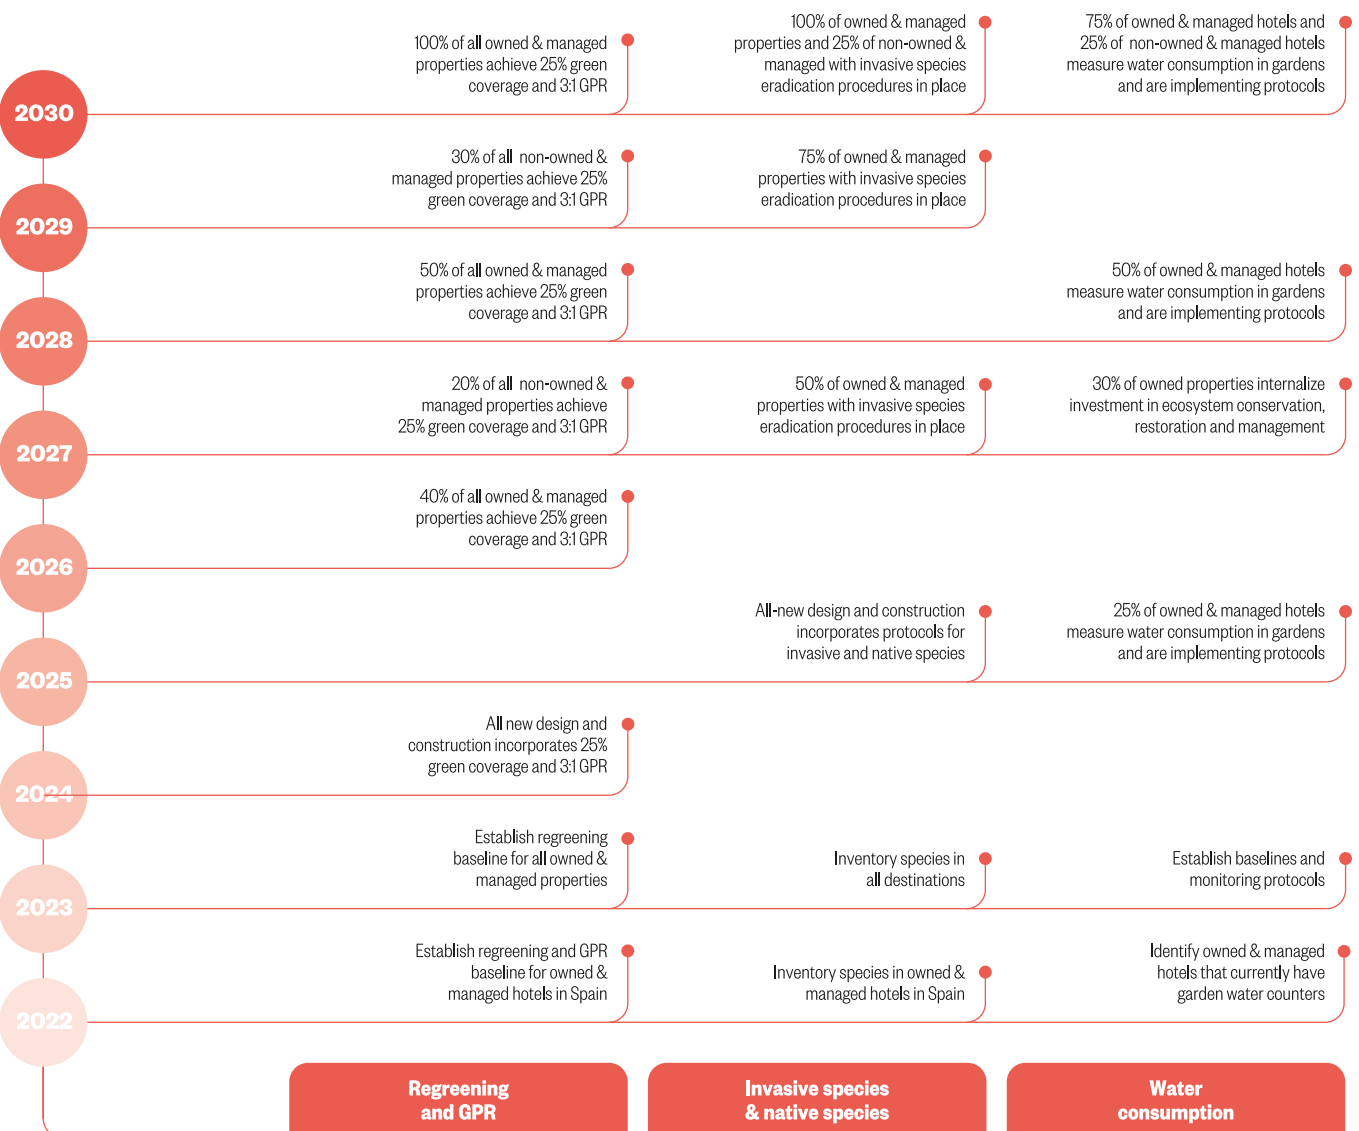 2030
100% of all owned & managed
properties achieve 25% green
coverage and 3:1 GPR
100% of owned & managed
properties and 25% of non-owned &
managed with invasive species
eradication procedures in place
75% of owned & managed hotels and
25% of non-owned & managed hotels
measure water consumption in gardens
and are implementing protocols
2029
30% of all non-owned &
managed properties achieve 25%
green coverage and 3:1 GPR
75% of owned & managed
properties with invasive species
eradication procedures in place
2028
50% of all owned & managed
properties achieve 25% green
coverage and 3:1 GPR
50% of owned & managed hotels
measure water consumption in gardens
and are implementing protocols
2027
20% of all non-owned &
managed properties achieve
25% green coverage and 3:1 GPR
50% of owned & managed
properties with invasive species
eradication procedures in place
30% of owned properties internalize
investment in ecosystem conservation,
restoration and management
2026
40% of all owned & managed
properties achieve 25% green
coverage and 3:1 GPR
2025
All-new design and construction
incorporates protocols for
invasive and native species
25% of owned & managed hotels
measure water consumption in gardens
and are implementing protocols
2024
All new design and
construction incorporates 25%
green coverage and 3:1 GPR
2023
Establish regreening
baseline for all owned &
managed properties
Inventory species in
all destinations
Establish baselines and
monitoring protocols
2022
Establish regreening and GPR
baseline for owned &
managed hotels in Spain
Inventory species in owned &
managed hotels in Spain
Identify owned & managed
hotels that currently have
garden water counters
Regreening
and GPR
Invasive species
& native species
Water
consumption